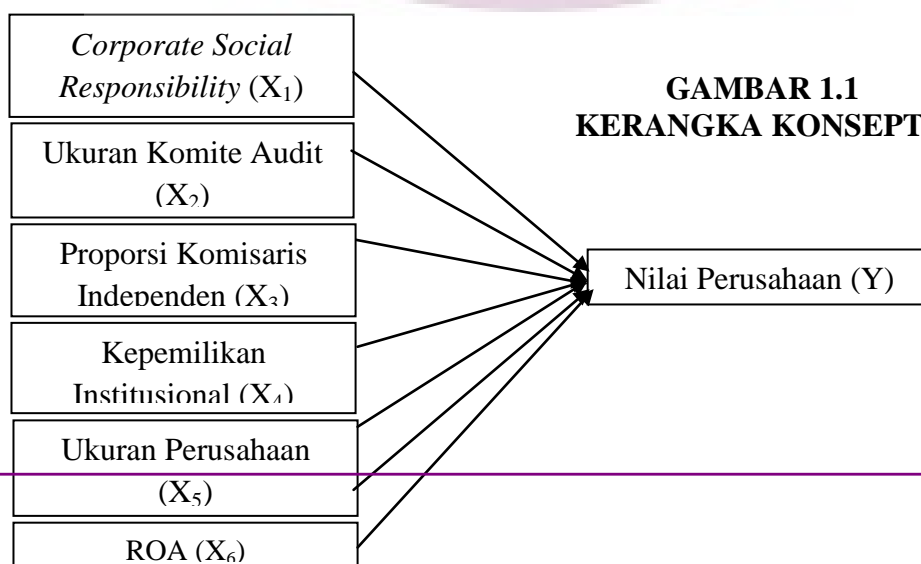 Corporate Social
Responsibility (X₁)
GAMBAR 1.1
KERANGKA KONSEPT
Ukuran Komite Audit
(X₂)
Proporsi Komisaris
Independen (X₃)
Nilai Perusahaan (Y)
Kepemilikan
Institusional (X₄)
Ukuran Perusahaan
(X₅)
ROA (X₆)